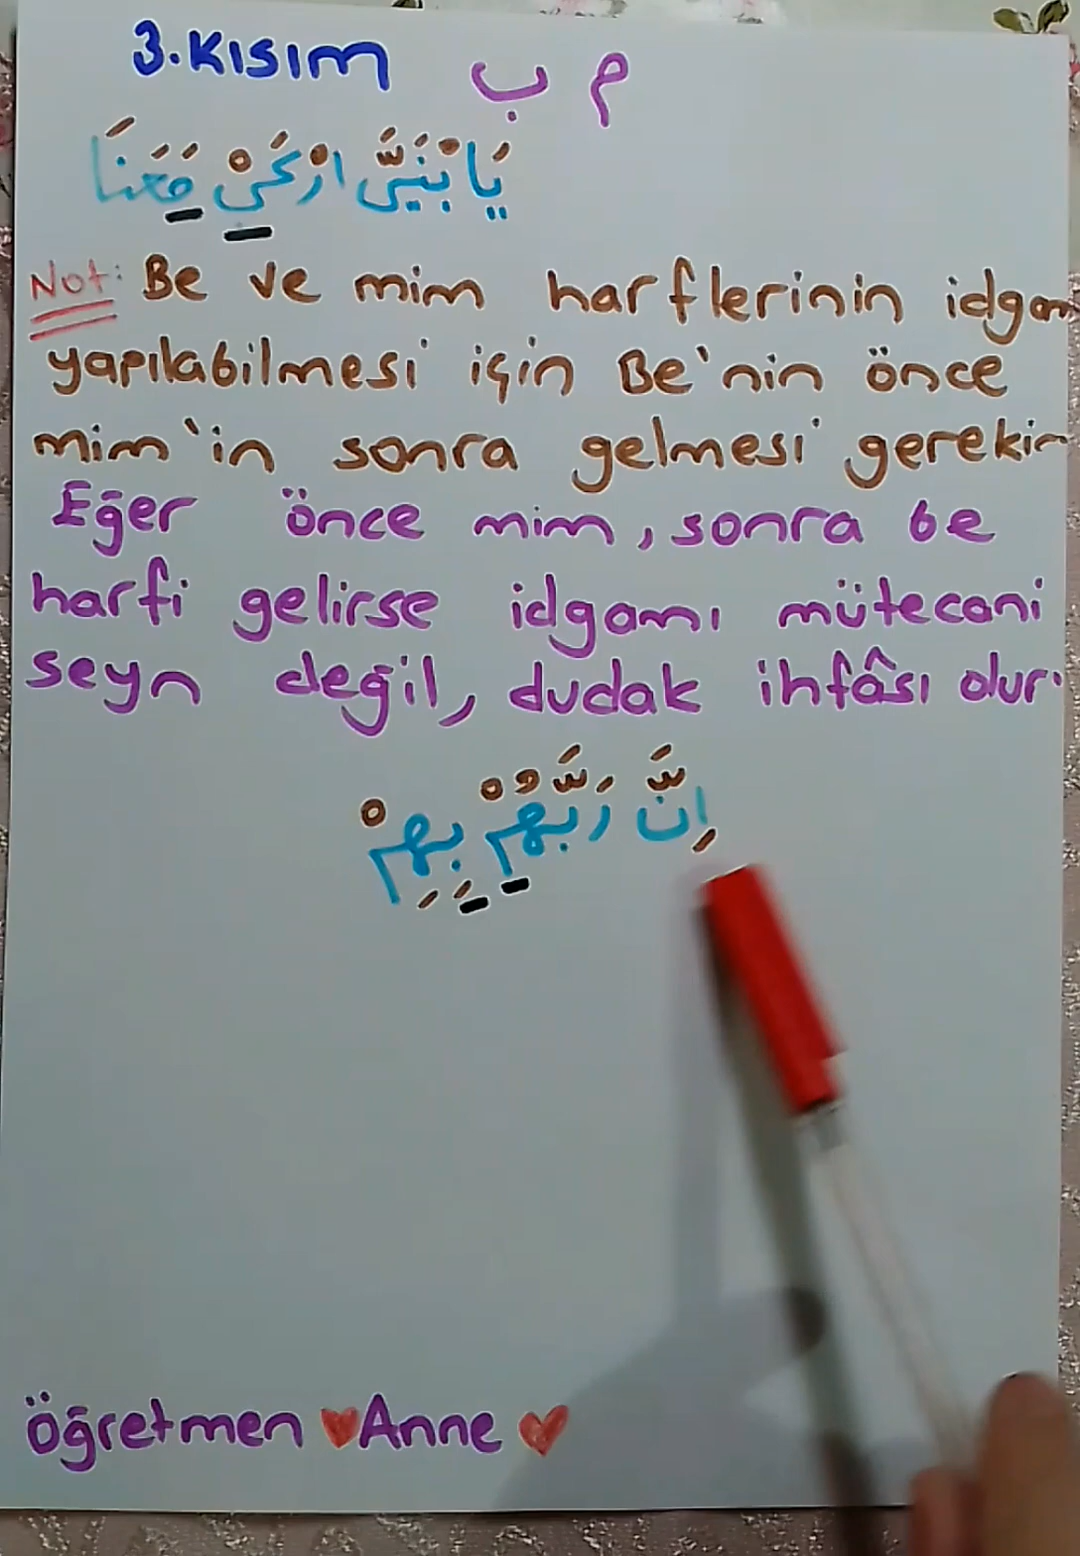 3.KISIM م ب
يَا بْنَيَّ ارْكَبْ مَعَنَا
Not: Be ve mim harflerinin idgam
yapılabilmesi için Be'nin önce
mim'in sonra gelmesi gerekir
Eğer önce mim, sonra be
harfi gelirse idgamı mütecani
seyn değil, dudak ihfâsı olur.
اِنَّ رَبَّهُمْ بِهِمْ
Öğretmen Anne